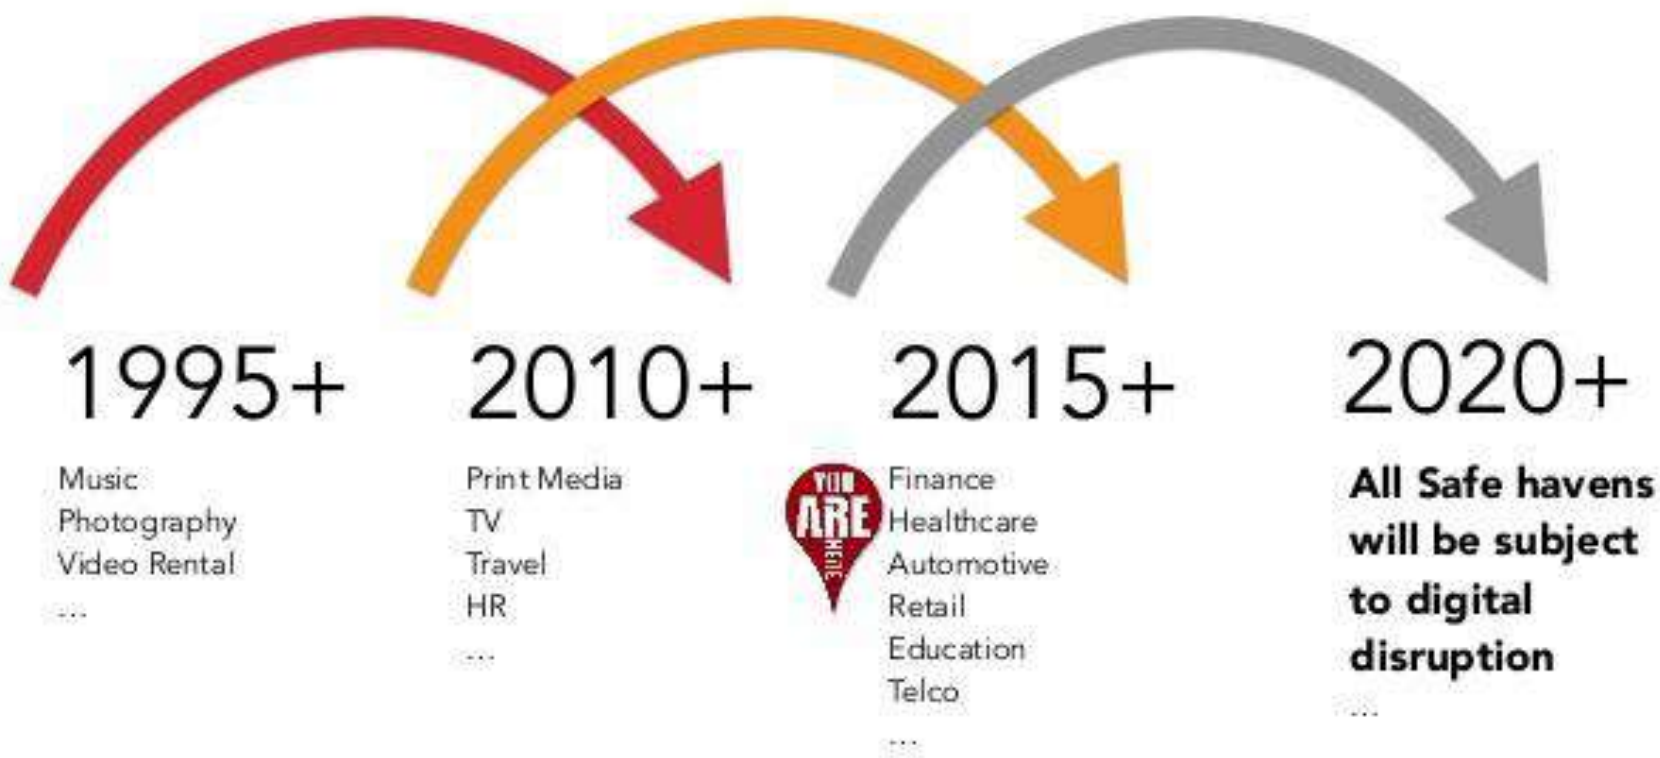 1995+
2010+
2015+
2020+
Music
Photography
Video Rental
...
Print Media
TV
Travel
HR
...
YOU
ARE
HERE
Finance
Healthcare
Automotive
Retail
Education
Telco
...
All Safe havens
will be subject
to digital
disruption
...